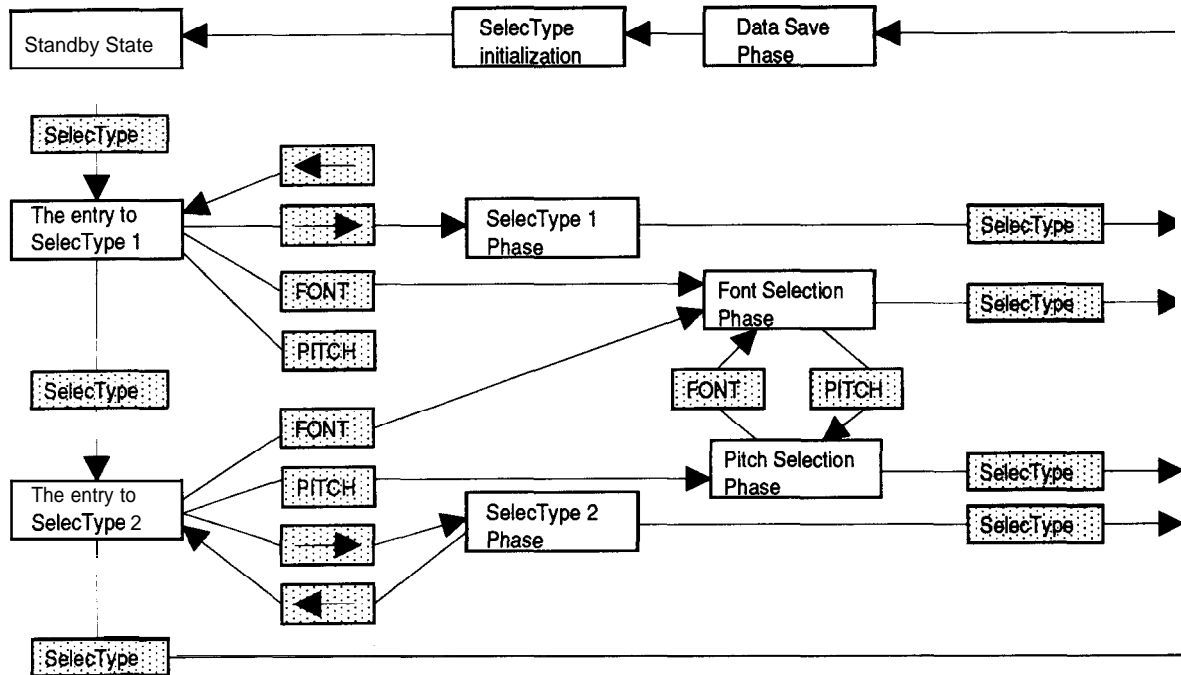 Standby State
SelecType
initialization
Data Save
Phase
SelecType
The entry to
SelecType 1
SelecType 1
Phase
SelecType
FONT
Font Selection
Phase
SelecType
PITCH
SelecType
FONT
PITCH
FONT
Pitch Selection
Phase
SelecType
PITCH
The entry to
SelecType 2
SelecType 2
Phase
SelecType
SelecType